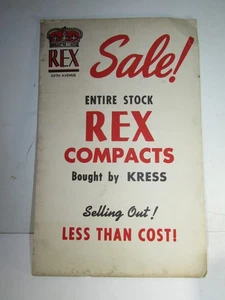 REX
FIFTH AVENUE
Sale!
ENTIRE STOCK
REX
COMPACTS
Bought by KRESS
Selling Out!
LESS THAN COST!